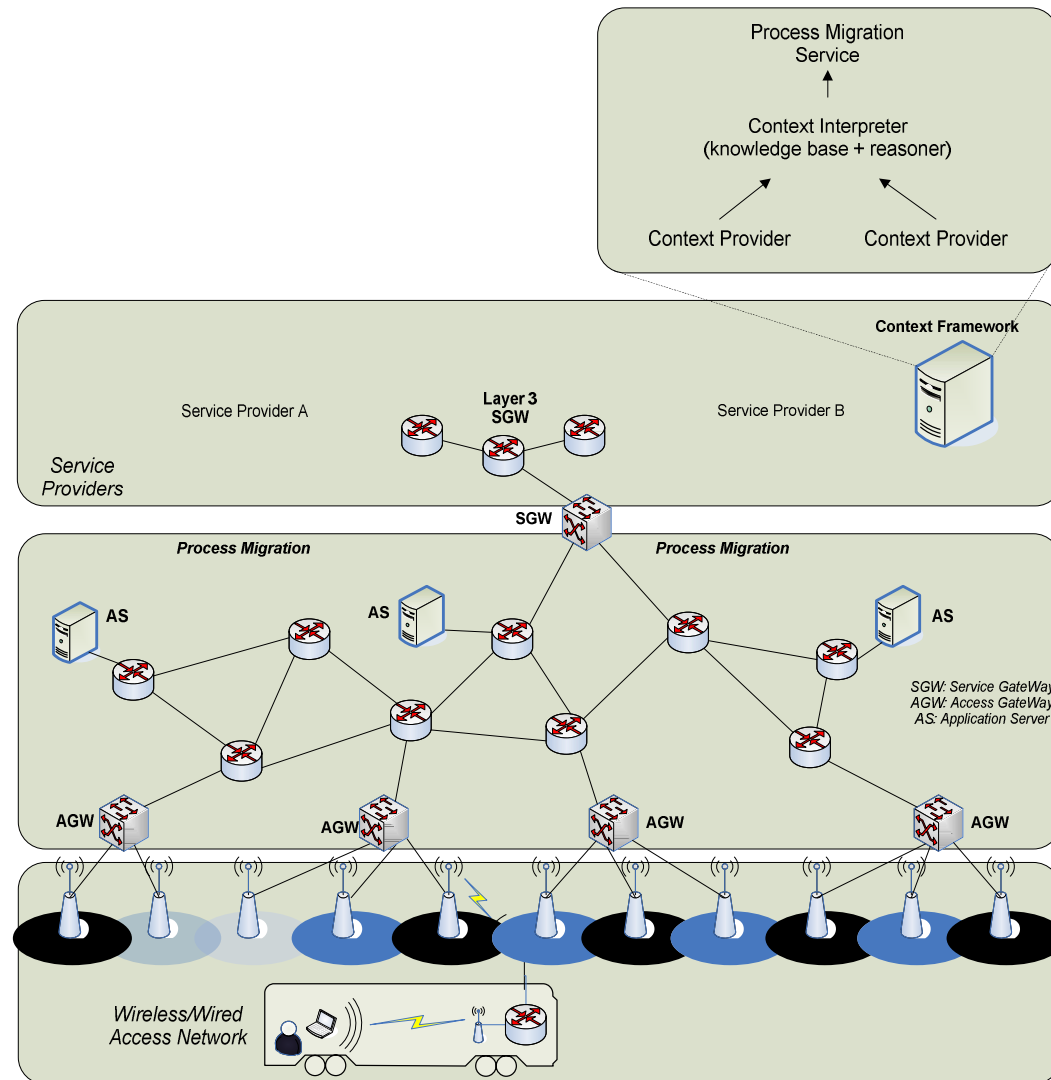 Process Migration
Service
Context Interpreter
(knowledge base + reasoner)
Context Provider
Context Provider
Context Framework
Service Provider A
Layer 3
SGW
Service Provider B
Service
Providers
SGW
Process Migration
Process Migration
AS
AS
AS
SGW: Service GateWay
AGW: Access GateWay
AS: Application Server
AGW
AGW
AGW
AGW
Wireless/Wired
Access Network